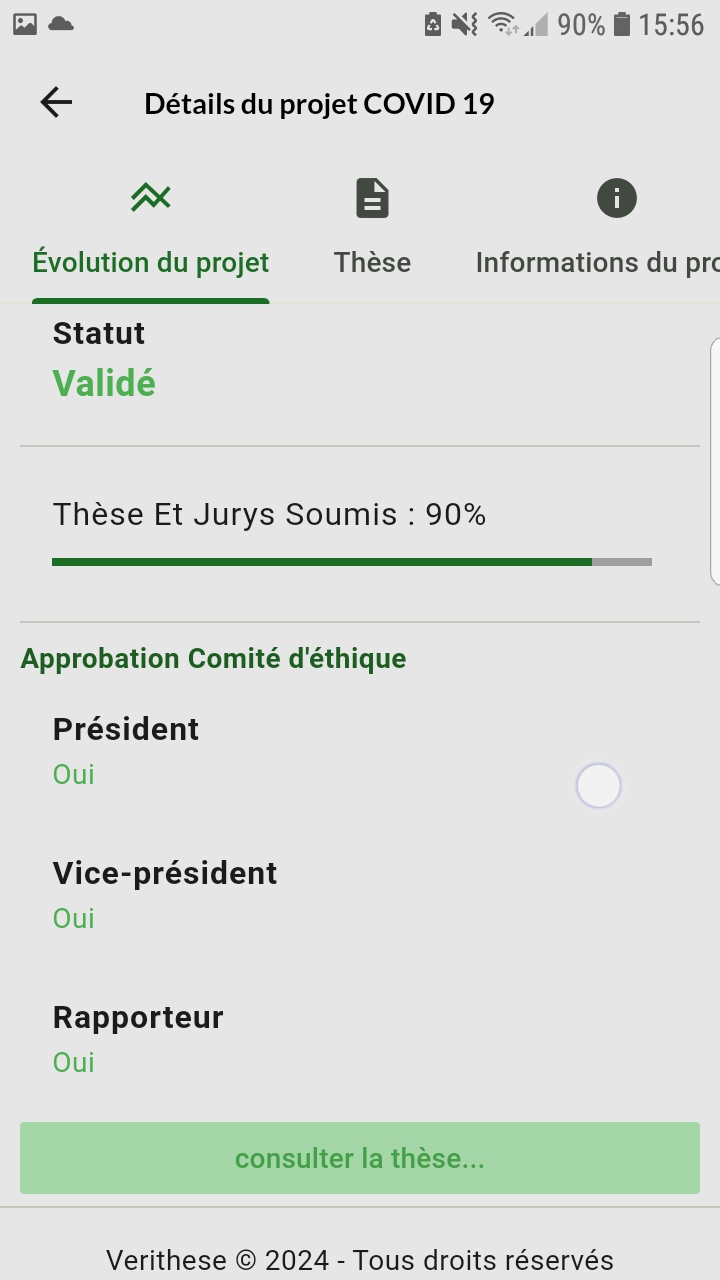 90% 15:56
Détails du projet COVID 19
Évolution du projet Thèse Informations du pro
Statut
Validé
Thèse Et Jurys Soumis : 90%
Approbation Comité d'éthique
Président
Oui
Vice-président
Oui
Rapporteur
Oui
consulter la thèse...
Verithese © 2024 - Tous droits réservés